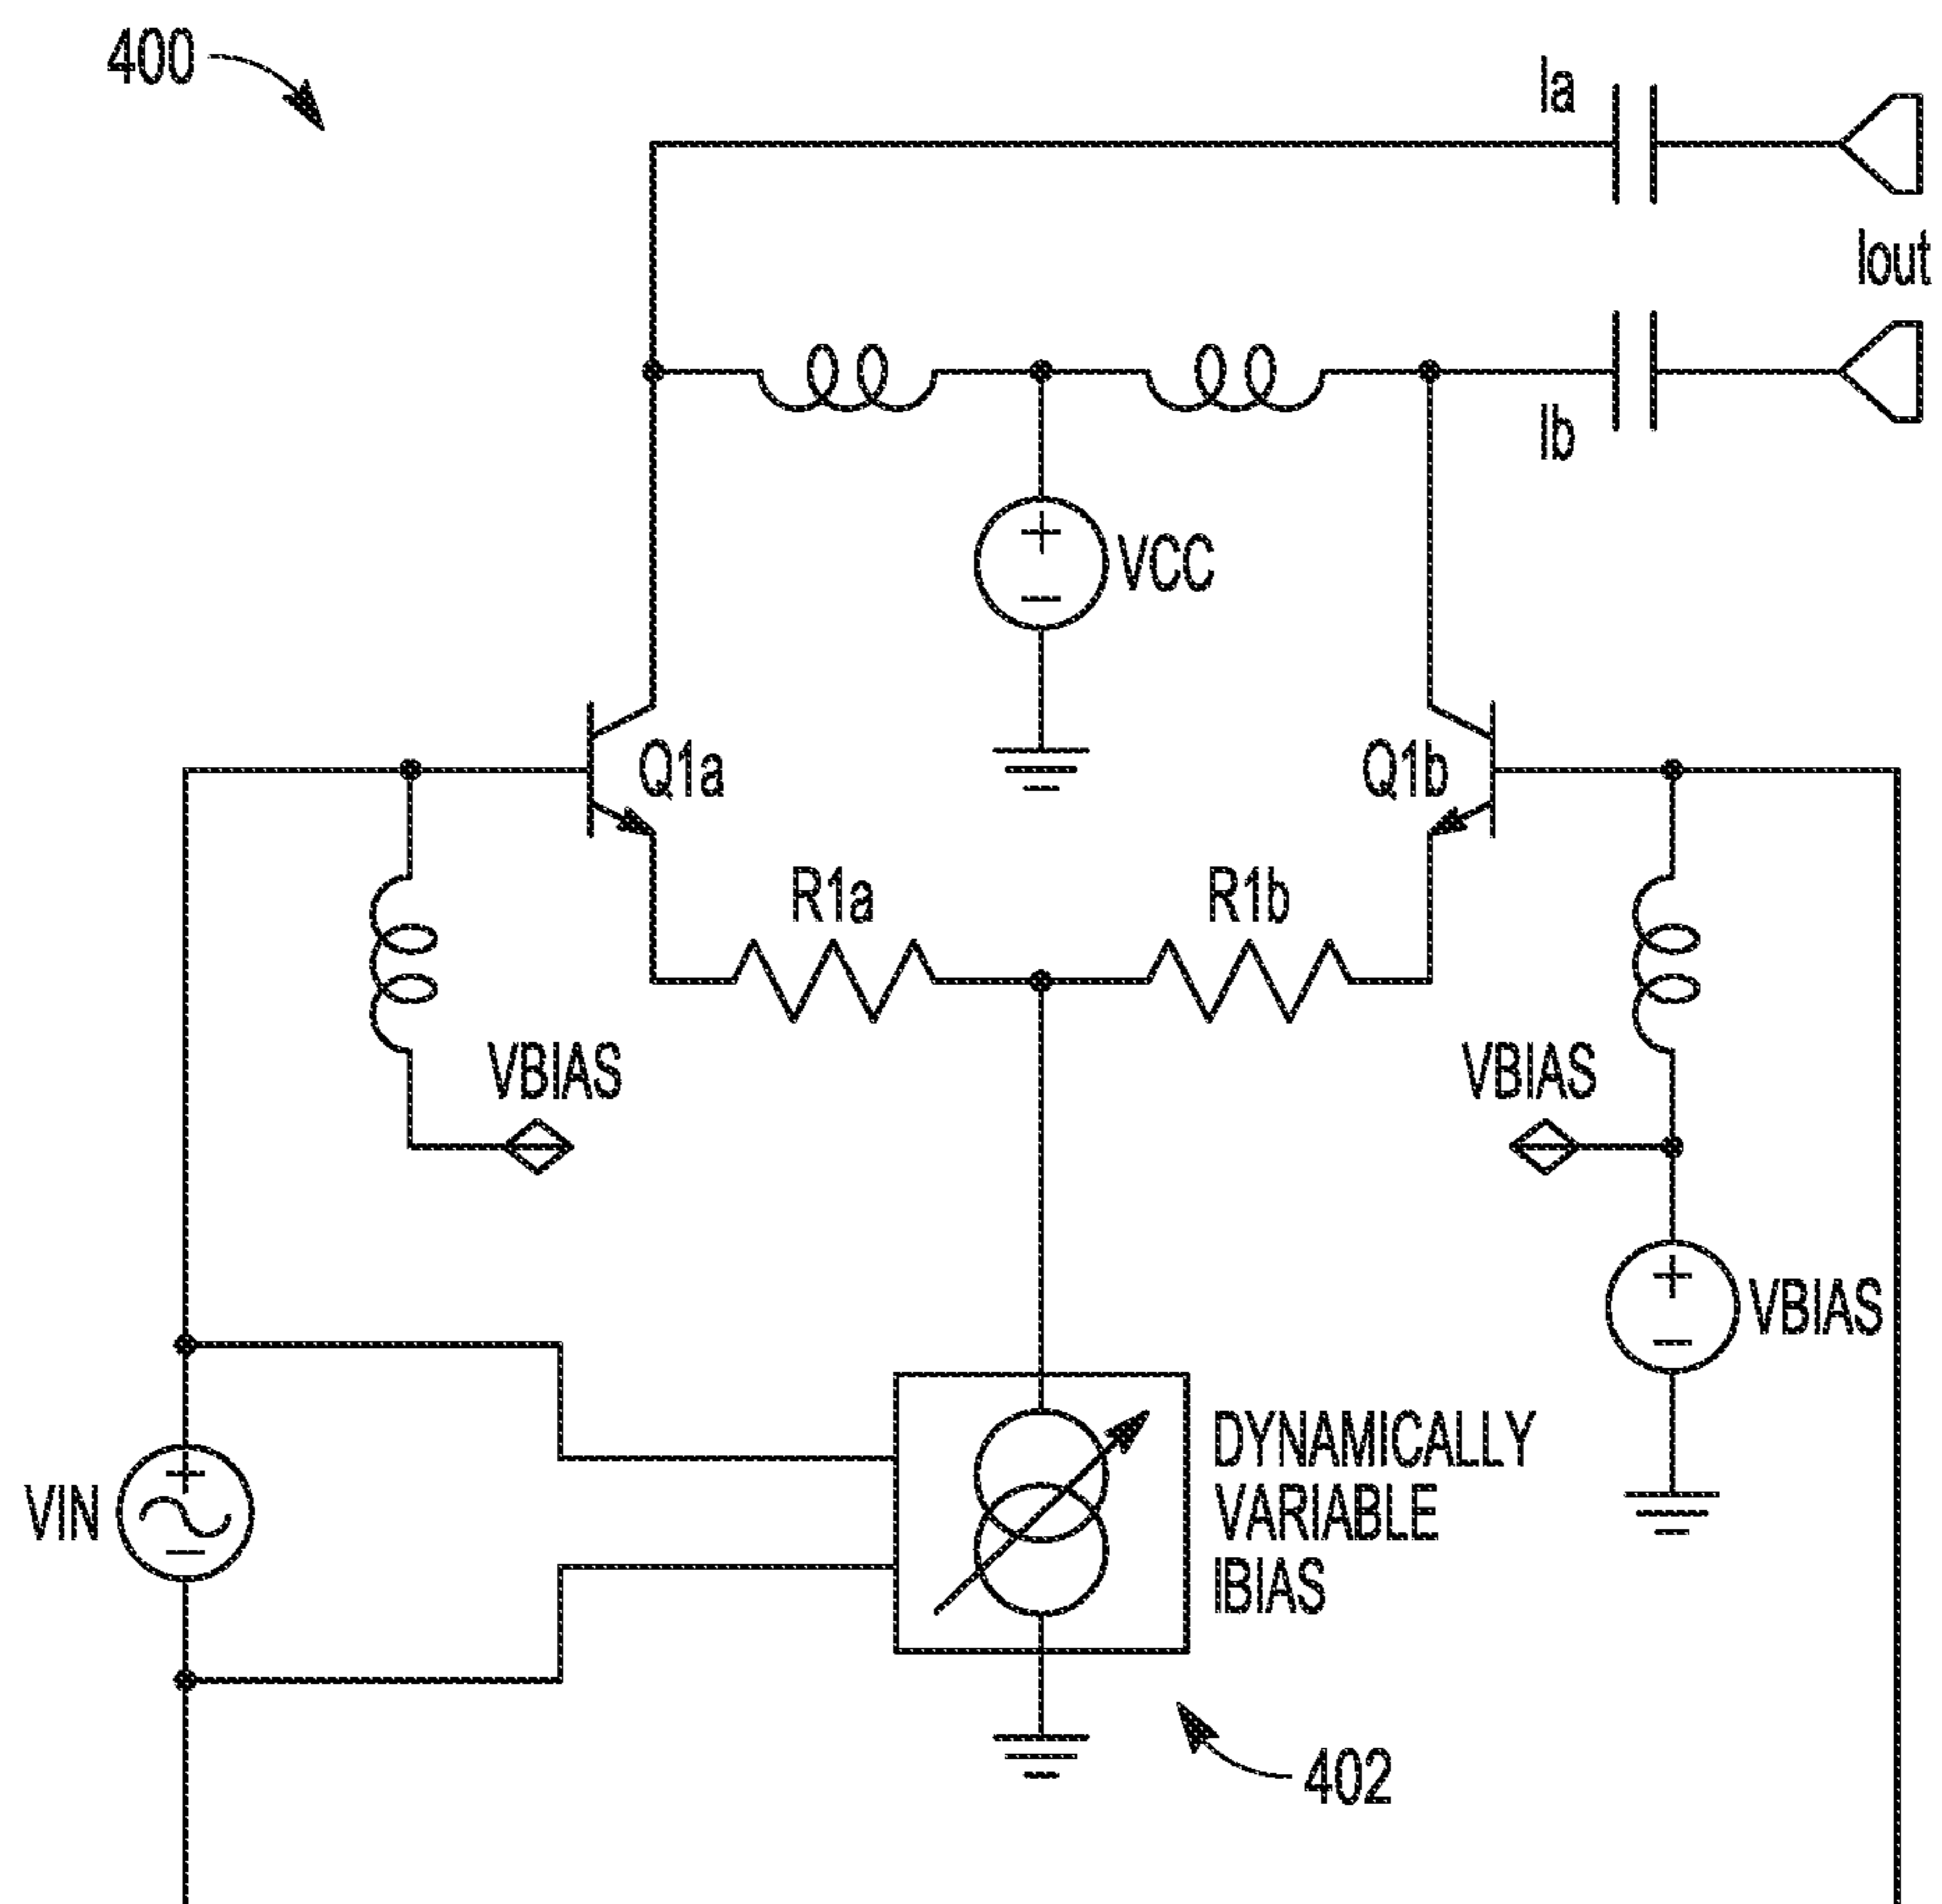 400
Ia
Iout
Ib
VCC
Q1a
Q1b
R1a
R1b
VBIAS
VBIAS
VBIAS
VIN
DYNAMICALLY
VARIABLE
IBIAS
402